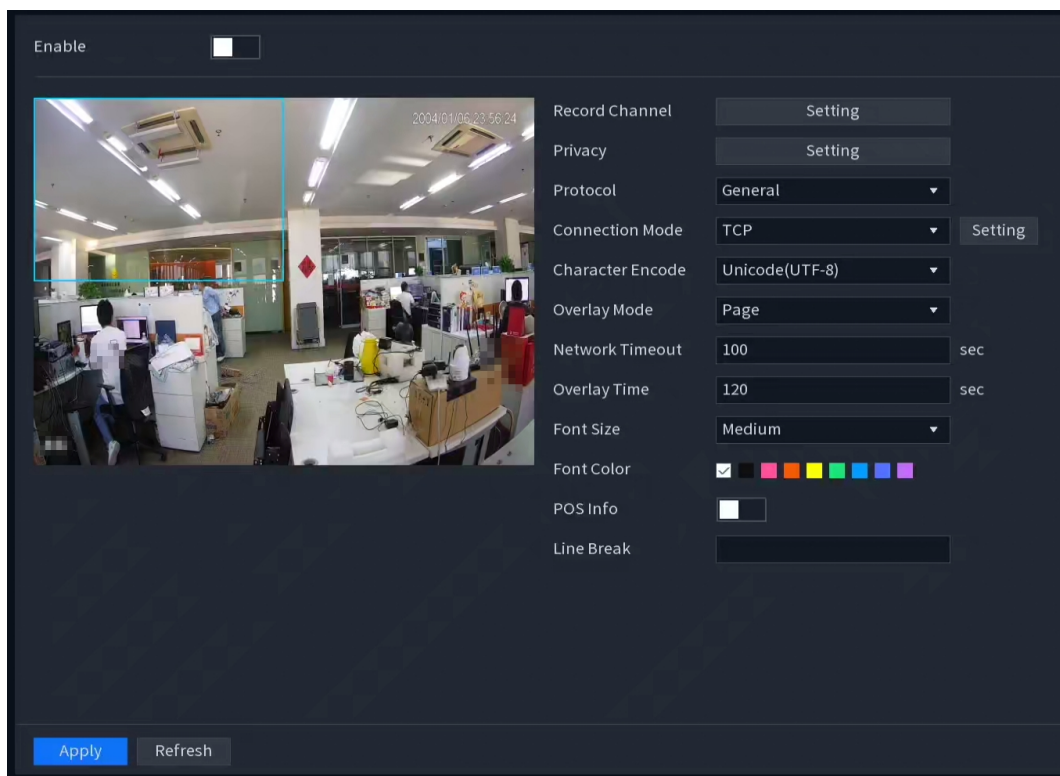 Enable
2004/01/06 23:56:24
Record Channel Setting
Privacy Setting
Protocol General
Connection Mode TCP Setting
Character Encode Unicode(UTF-8)
Overlay Mode Page
Network Timeout 100 sec
Overlay Time 120 sec
Font Size Medium
Font Color
POS Info
Line Break
Apply Refresh